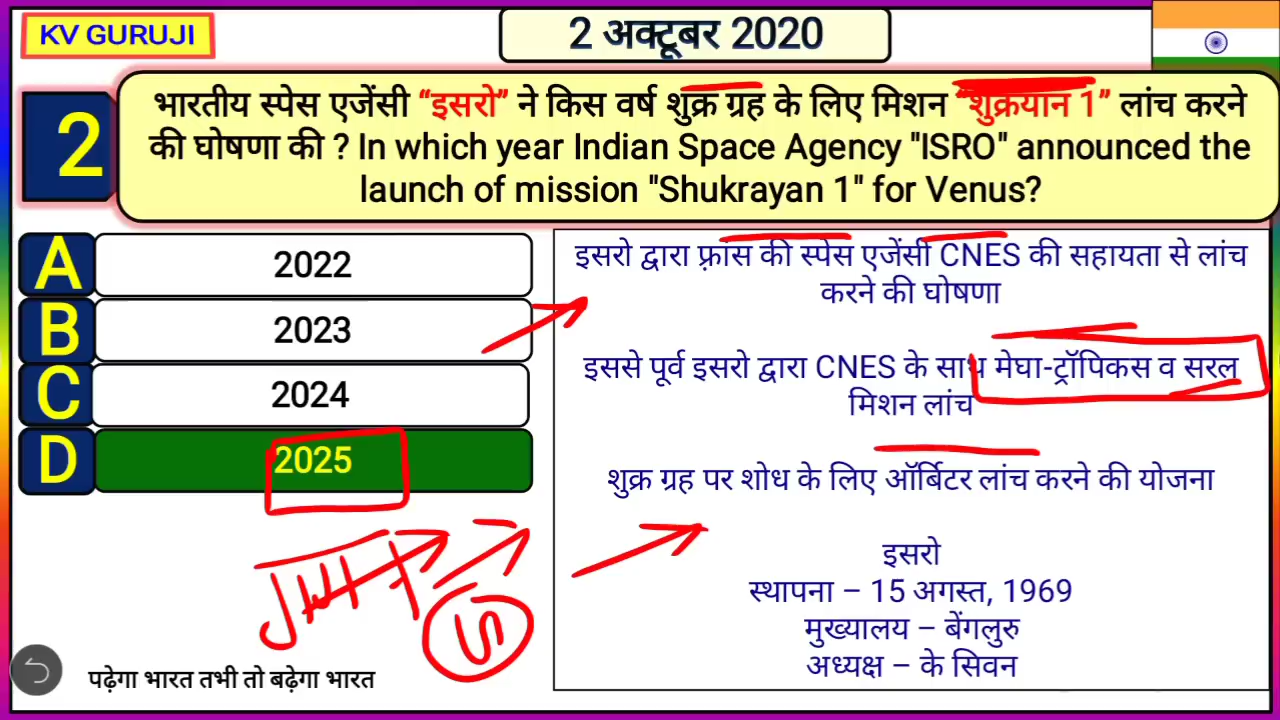 KV GURUJI
2 अक्टूबर 2020
2
भारतीय स्पेस एजेंसी “इसरो” ने किस वर्ष शुक्र ग्रह के लिए मिशन “शुक्रयान 1” लांच करने
की घोषणा की ? In which year Indian Space Agency "ISRO" announced the
launch of mission "Shukrayan 1" for Venus?
A 2022
B 2023
C 2024
D 2025
इसरो द्वारा फ़्रांस की स्पेस एजेंसी CNES की सहायता से लांच
करने की घोषणा
इससे पूर्व इसरो द्वारा CNES के साथ मेघा-ट्रॉपिकस व सरल
मिशन लांच
शुक्र ग्रह पर शोध के लिए ऑर्बिटर लांच करने की योजना
इसरो
स्थापना – 15 अगस्त, 1969
मुख्यालय – बेंगलुरु
अध्यक्ष – के सिवन
पढ़ेगा भारत तभी तो बढ़ेगा भारत